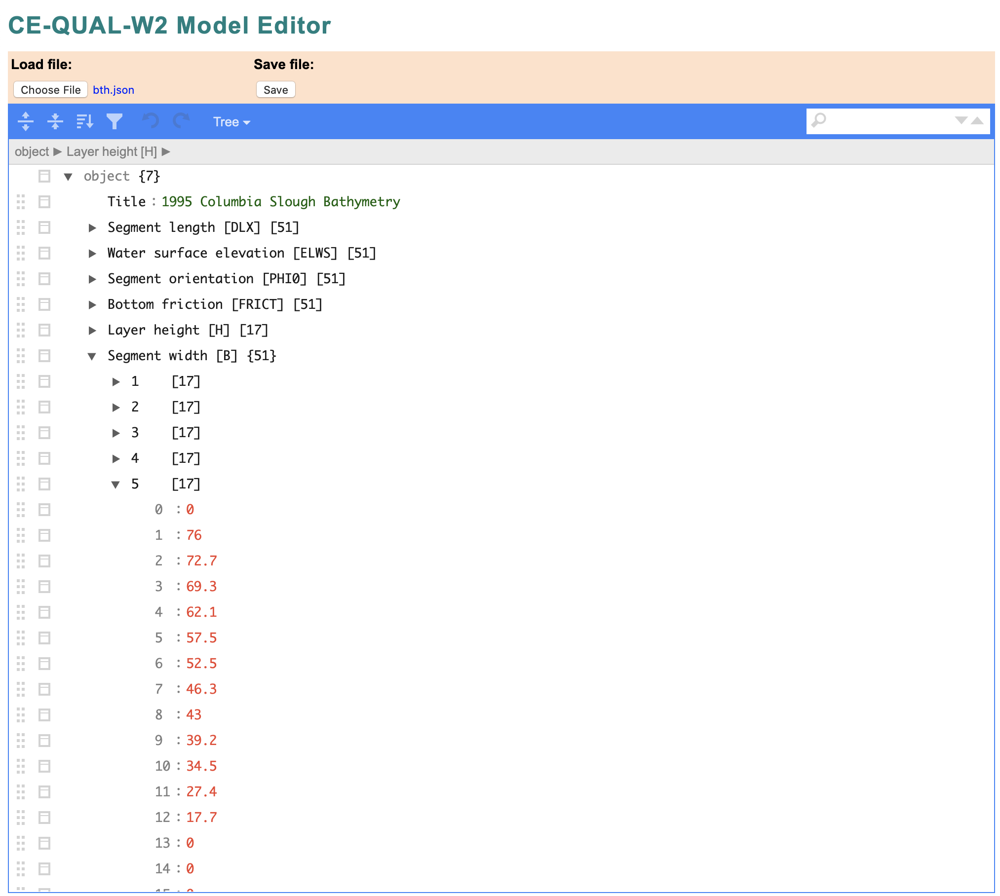 CE-QUAL-W2 Model Editor
Load file: Save file:
Choose File bth.json Save
Tree
object ▶ Layer height [H] ▶
object {7}
Title : 1995 Columbia Slough Bathymetry
Segment length [DLX] [51]
Water surface elevation [ELWS] [51]
Segment orientation [PHI0] [51]
Bottom friction [FRICT] [51]
Layer height [H] [17]
Segment width [B] {51}
1 [17]
2 [17]
3 [17]
4 [17]
5 [17]
0 : 0
1 : 76
2 : 72.7
3 : 69.3
4 : 62.1
5 : 57.5
6 : 52.5
7 : 46.3
8 : 43
9 : 39.2
10 : 34.5
11 : 27.4
12 : 17.7
13 : 0
14 : 0